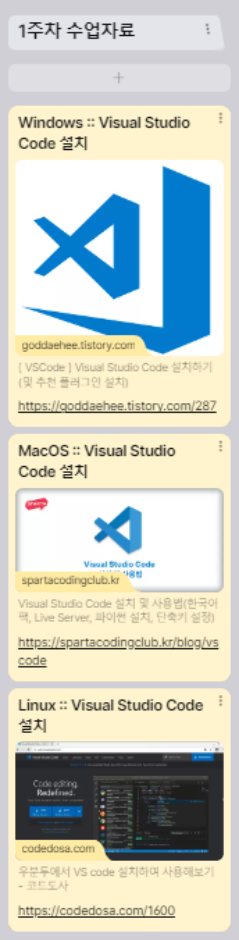 1주차 수업자료
Windows :: Visual Studio
Code 설치
goddaehee.tistory.com
[ VSCode ] Visual Studio Code 설치하기
(및 추천 플러그인 설치)
https://goddaehee.tistory.com/287
MacOS :: Visual Studio
Code 설치
Visual Studio Code
사용법
spartacodingclub.kr
Visual Studio Code 설치 및 사용법(한국어
팩, Live Server, 파이썬 설치, 단축키 설정)
https://spartacodingclub.kr/blog/vs
code
Linux :: Visual Studio Code
설치
Code editing.
Redefined.
codedosa.com
우분투에서 VS code 설치하여 사용해보기
- 코드도사
https://codedosa.com/1600